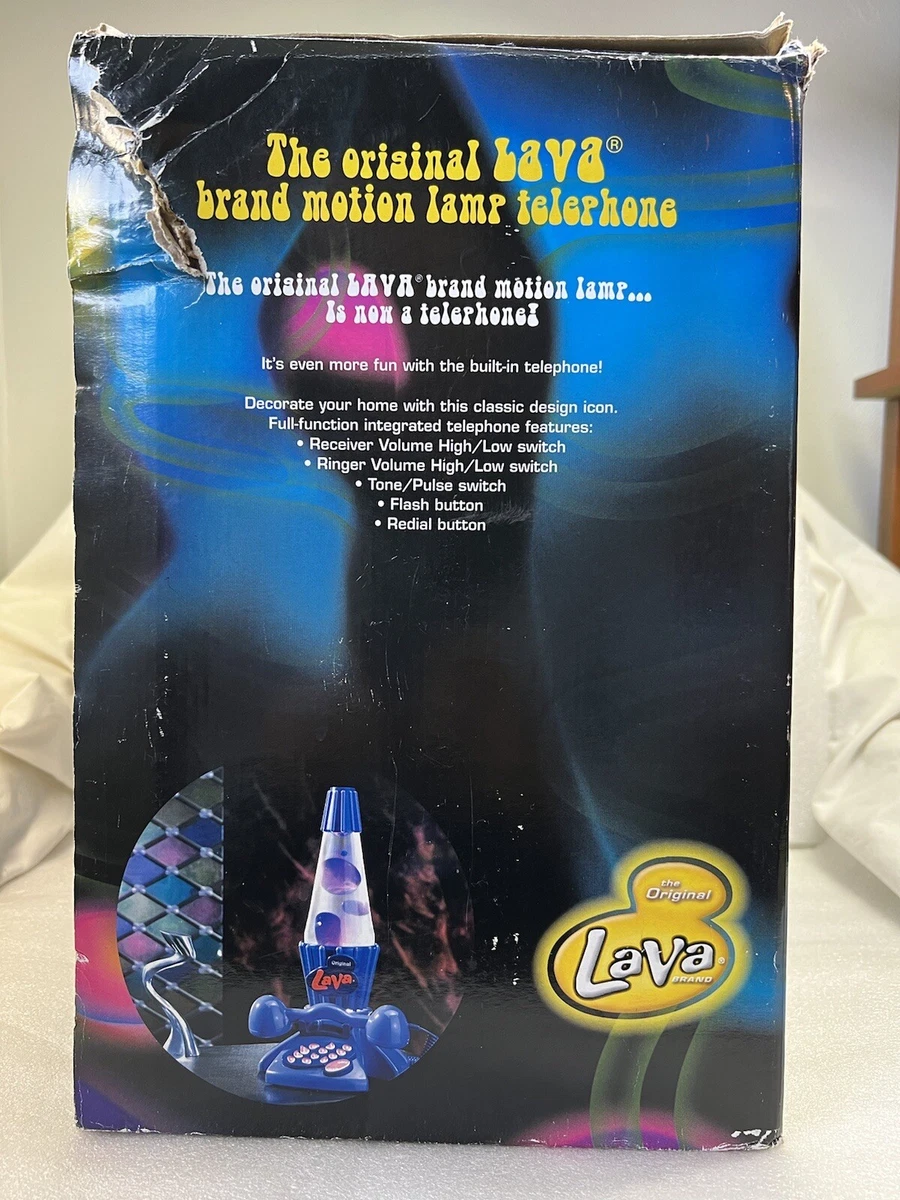 The original Lava®
brand motion lamp telephone
The original LAVA® brand motion lamp...
Is now a telephone!
It's even more fun with the built-in telephone!
Decorate your home with this classic design icon.
Full-function integrated telephone features:
• Receiver Volume High/Low switch
• Ringer Volume High/Low switch
• Tone/Pulse switch
• Flash button
• Redial button
Original
Lava®
the
Original
Lava®
BRAND